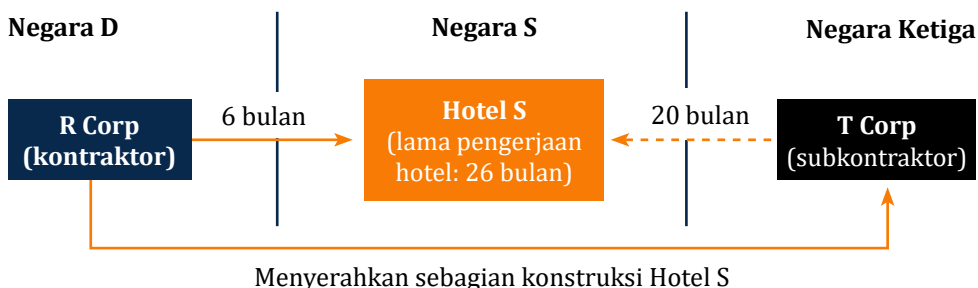 Negara D
Negara S
Negara Ketiga
R Corp
(kontraktor)
6 bulan
Hotel S
(lama pengerjaan
hotel: 26 bulan)
20 bulan
T Corp
(subkontraktor)
Menyerahkan sebagian konstruksi Hotel S